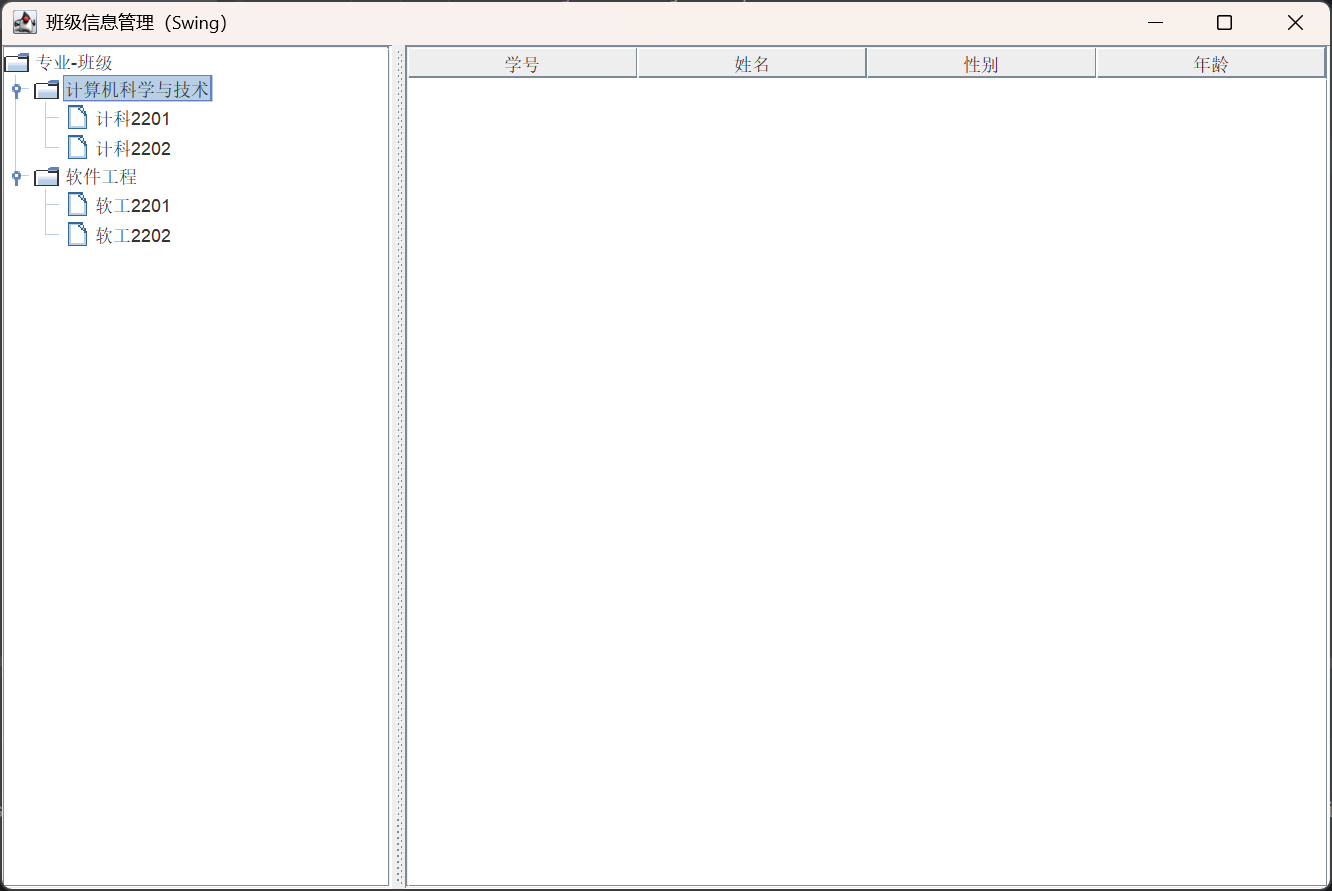 班级信息管理（Swing）
专业-班级
计算机科学与技术
计科2201
计科2202
软件工程
软工2201
软工2202
学号 姓名 性别 年龄